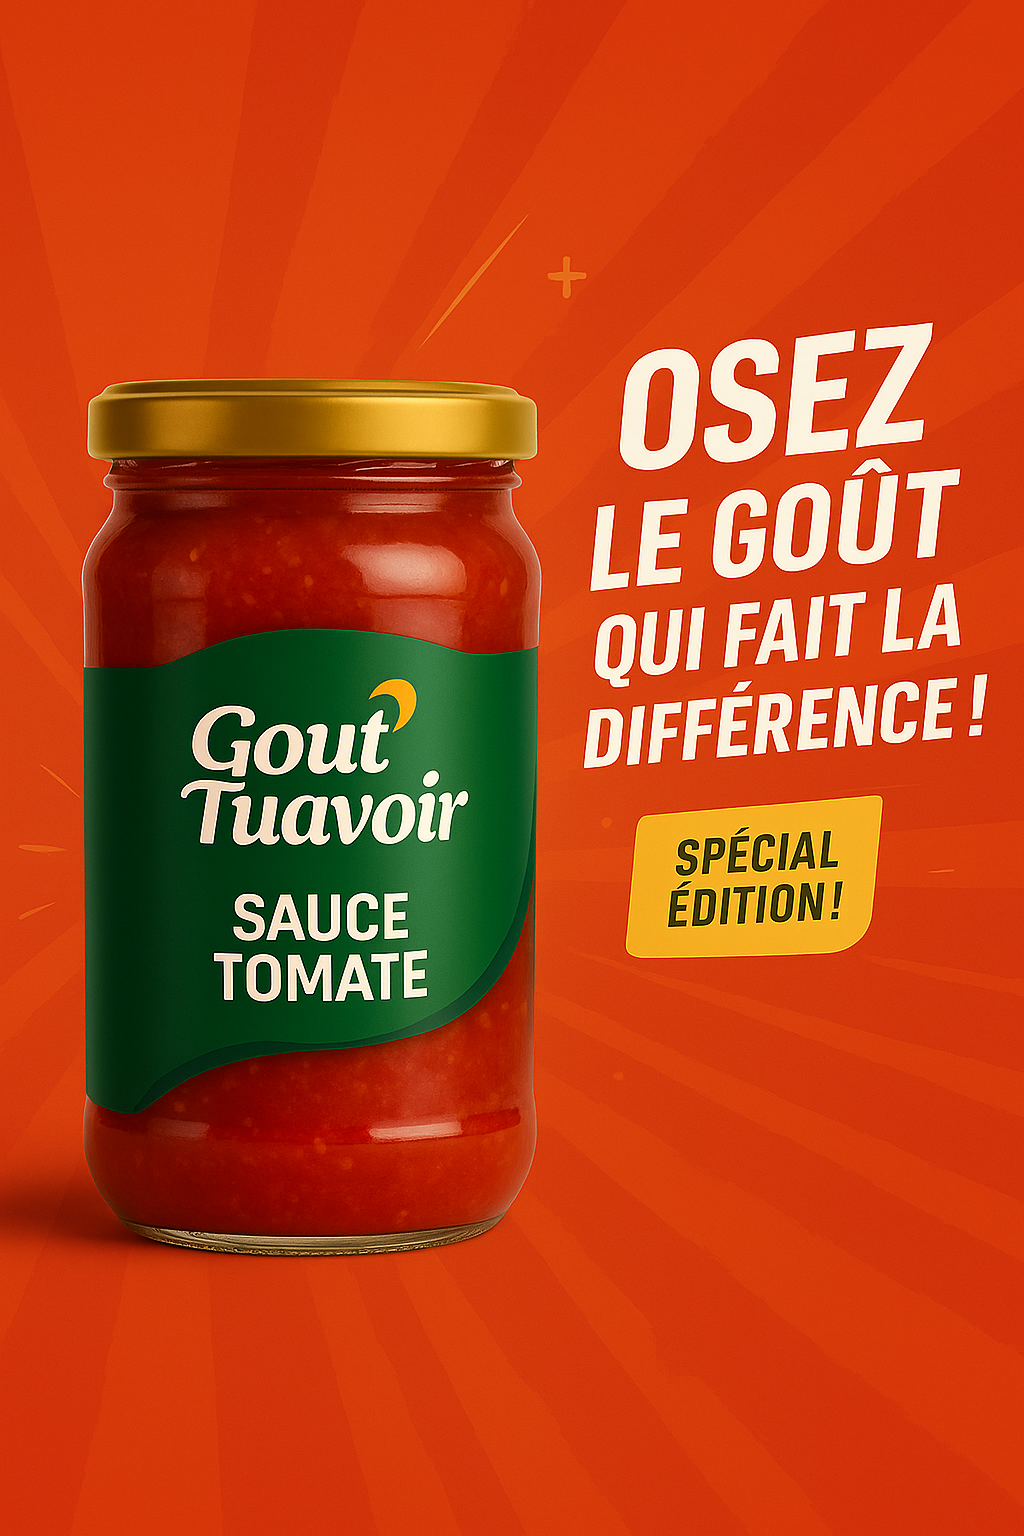 Gout
Tuavoir
SAUCE
TOMATE
OSEZ
LE GOÛT
QUI FAIT LA
DIFFÉRENCE !
SPÉCIAL
ÉDITION !